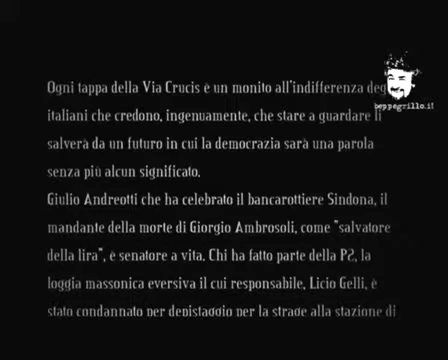 Ogni tappa della Via Crucis è un monito all'indifferenza deg
italiani che credono, ingenuamente, che stare a guardare li
salverà da un futuro in cui la democrazia sarà una parola
senza più alcun significato.
Giulio Andreotti che ha celebrato il bancarottiere Sindona, il
mandante della morte di Giorgio Ambrosoli, come "salvatore
della lira", è senatore a vita. Chi ha fatto parte della P2, la
loggia massonica eversiva il cui responsabile, Licio Gelli, è
stato condannato per depistaggio per la strage alla stazione di
beppegrillo.it